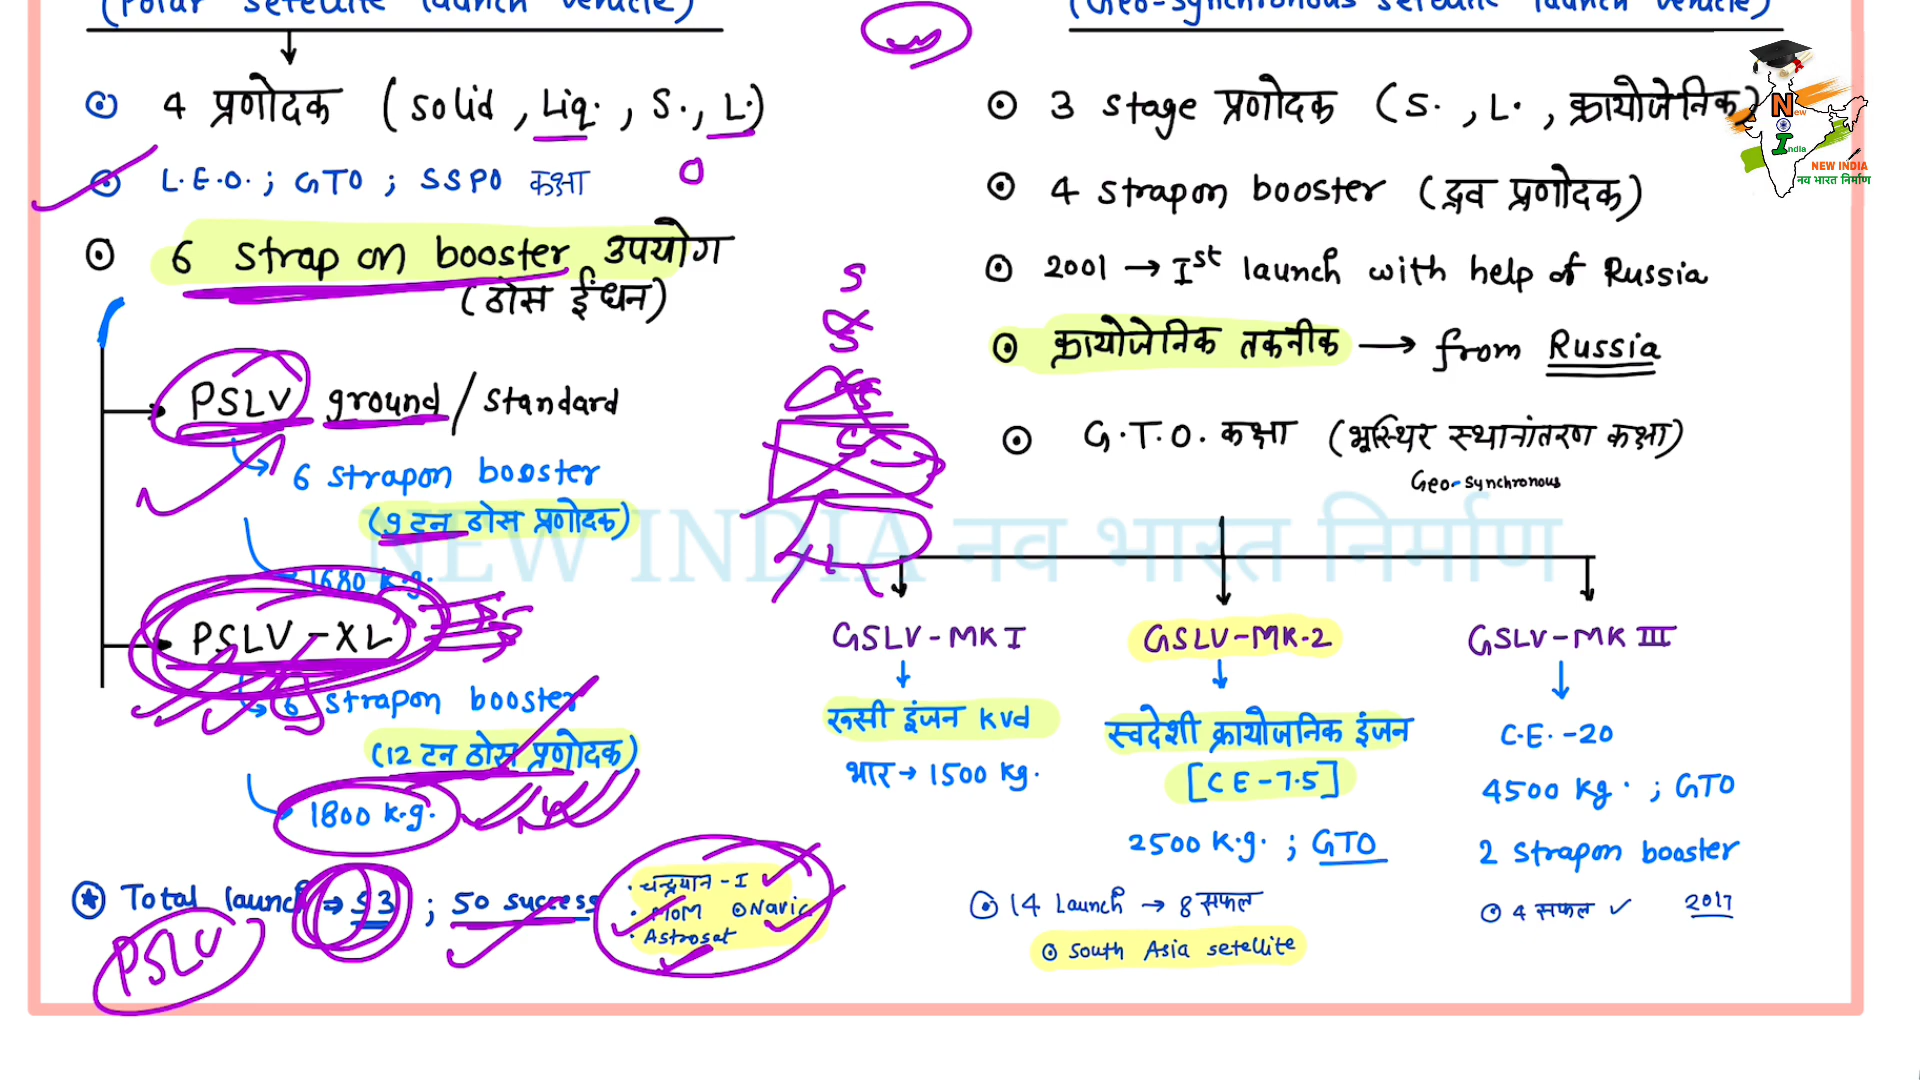 (Polar setellite launch vehicle)
4 प्रणोदक (solid, Liq., S., L.)
L.E.O.; GTO; SSPO कक्षा
6 strap on booster उपयोग
(ठोस ईंधन)
PSLV ground / standard
6 strapon booster
(9 टन ठोस प्रणोदक)
1680 k.g.
PSLV-XL
6 strapon booster
(12 टन ठोस प्रणोदक)
1800 k.g.
Total launch → 53 ; 50 success
• चन्द्रयान-I
• MOM ⊙Navic
• Astrosat
PSLV
S
S
(Geo-synchronous setellite launch vehicle)
3 stage प्रणोदक (S., L., क्रायोजेनिक)
4 strapon booster (द्रव प्रणोदक)
2001 → Ist launch with help of Russia
क्रायोजेनिक तकनीक → from Russia
G.T.O. कक्षा (भूस्थिर स्थानांतरण कक्षा)
Geo-synchronous
GSLV-MK I
रूसी इंजन kvd
भार → 1500 kg.
GSLV-MK-2
स्वदेशी क्रायोजनिक इंजन
[CE-7.5]
2500 k.g. ; GTO
14 launch → 8 सफल
South Asia setellite
GSLV-MK III
C.E.-20
4500 kg. ; GTO
2 strapon booster
4 सफल ✓ 2017
New
India
NEW INDIA
नव भारत निर्माण
NEW INDIA नव भारत निर्माण